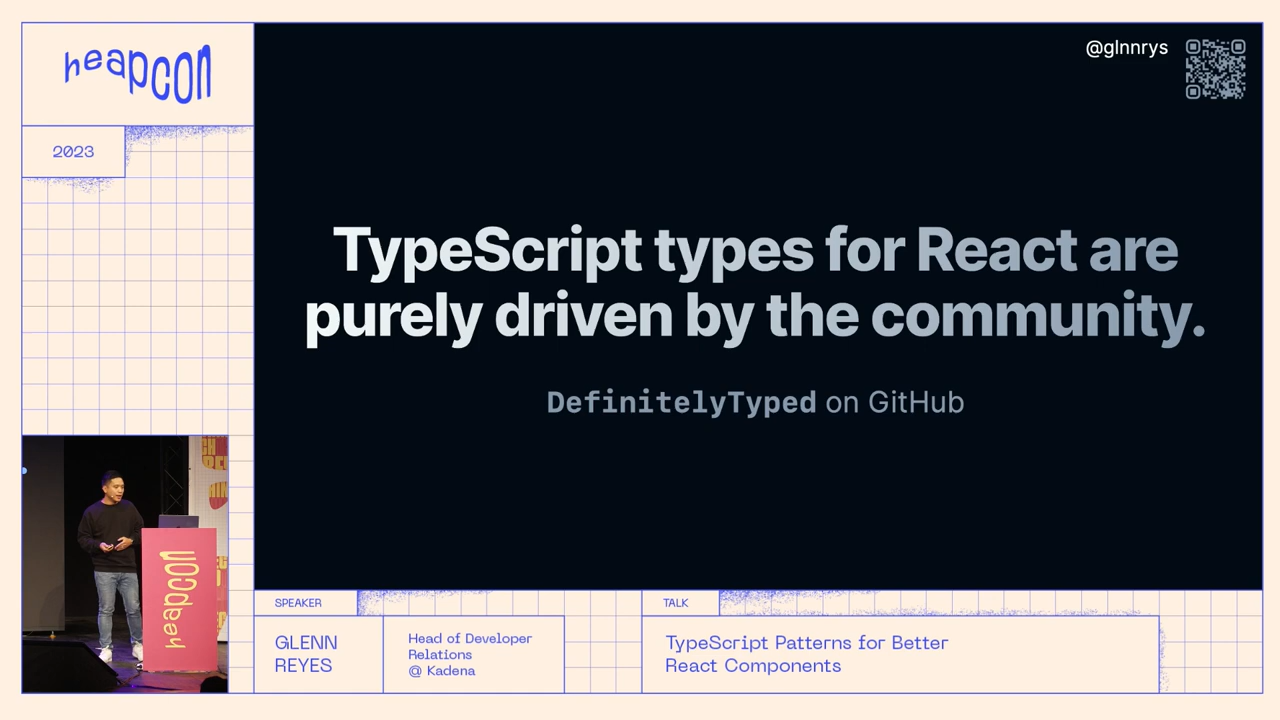 heapcon
2023
@glnnrys
TypeScript types for React are
purely driven by the community.
DefinitelyTyped on GitHub
heapcon
SPEAKER
GLENN
REYES
Head of Developer
Relations
@ Kadena
TALK
TypeScript Patterns for Better
React Components